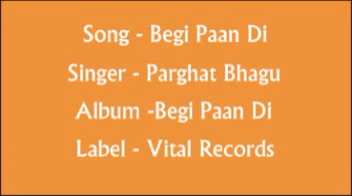 Song - Begi Paan Di
Singer - Parghat Bhagu
Album -Begi Paan Di
Label - Vital Records